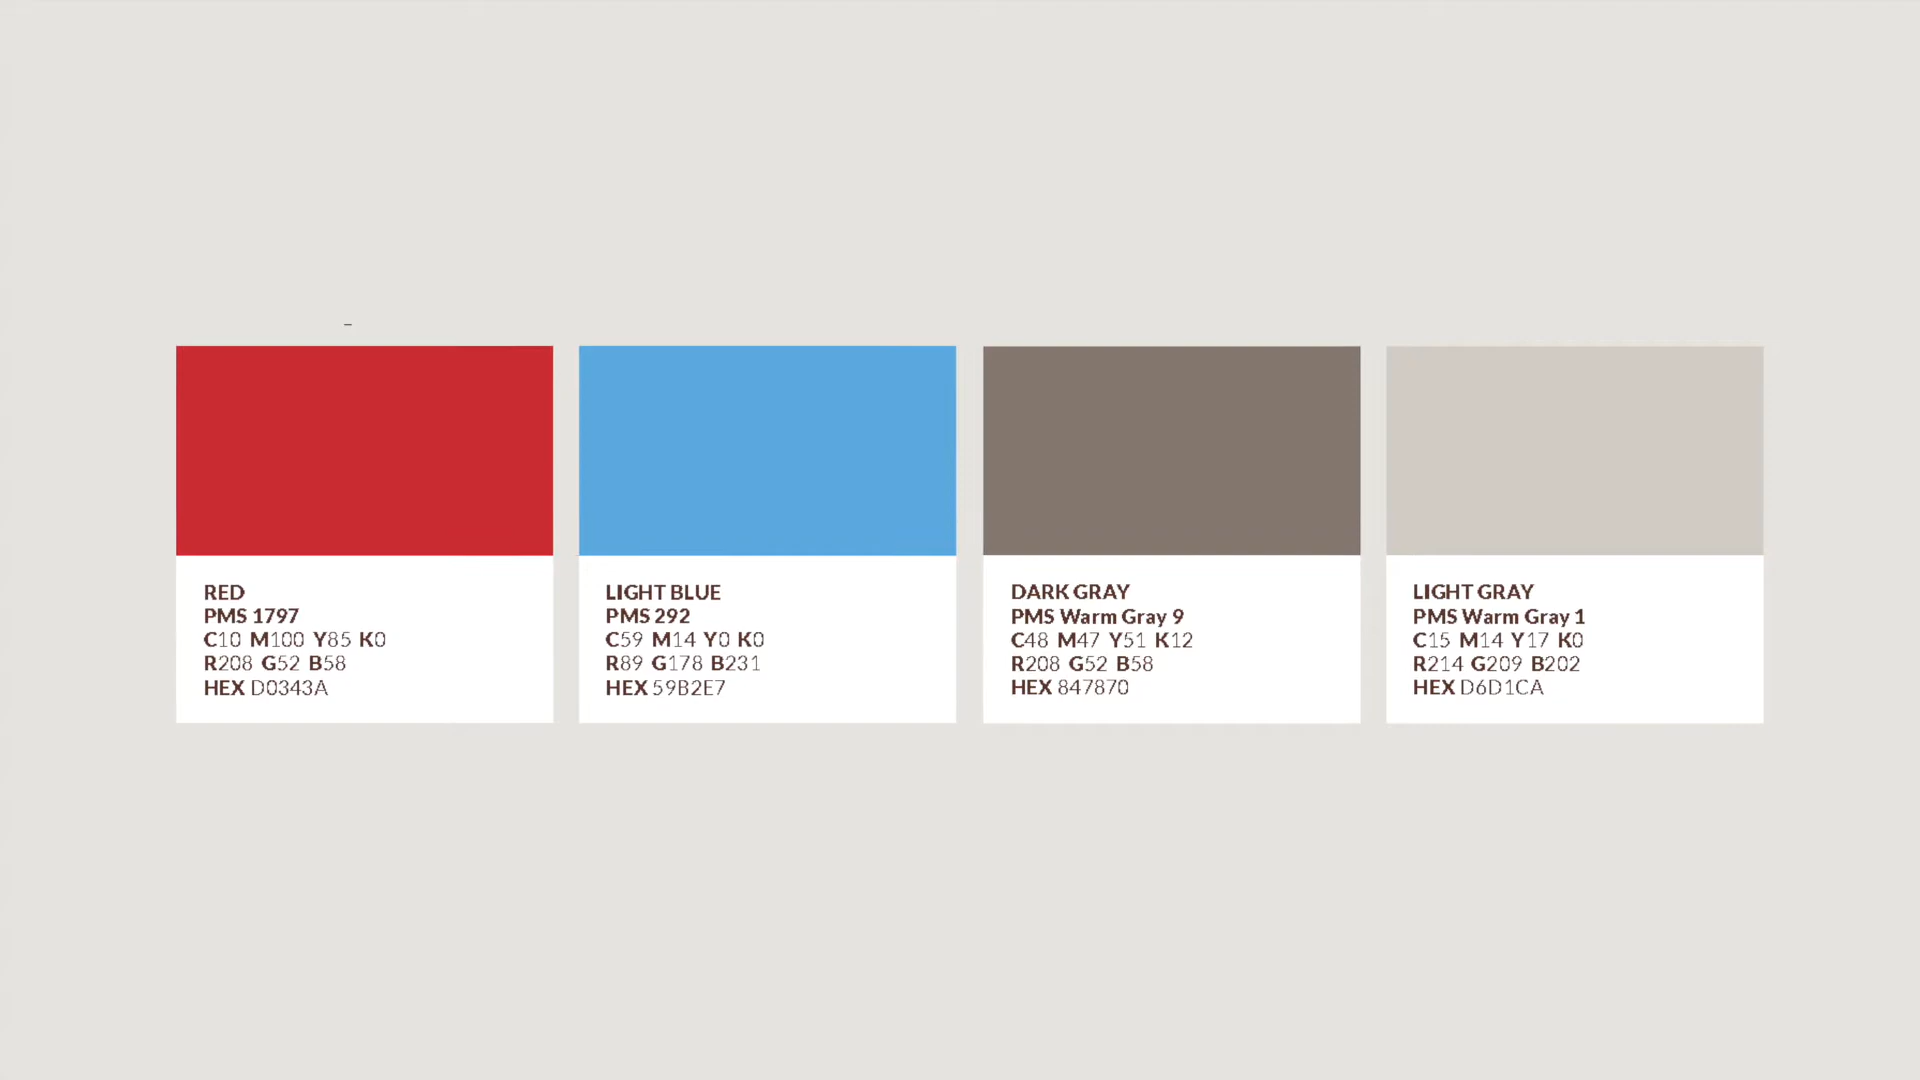 RED
PMS 1797
C10 M100 Y85 K0
R208 G52 B58
HEX D0343A
LIGHT BLUE
PMS 292
C59 M14 Y0 K0
R89 G178 B231
HEX 59B2E7
DARK GRAY
PMS Warm Gray 9
C48 M47 Y51 K12
R208 G52 B58
HEX 847870
LIGHT GRAY
PMS Warm Gray 1
C15 M14 Y17 K0
R214 G209 B202
HEX D6D1CA